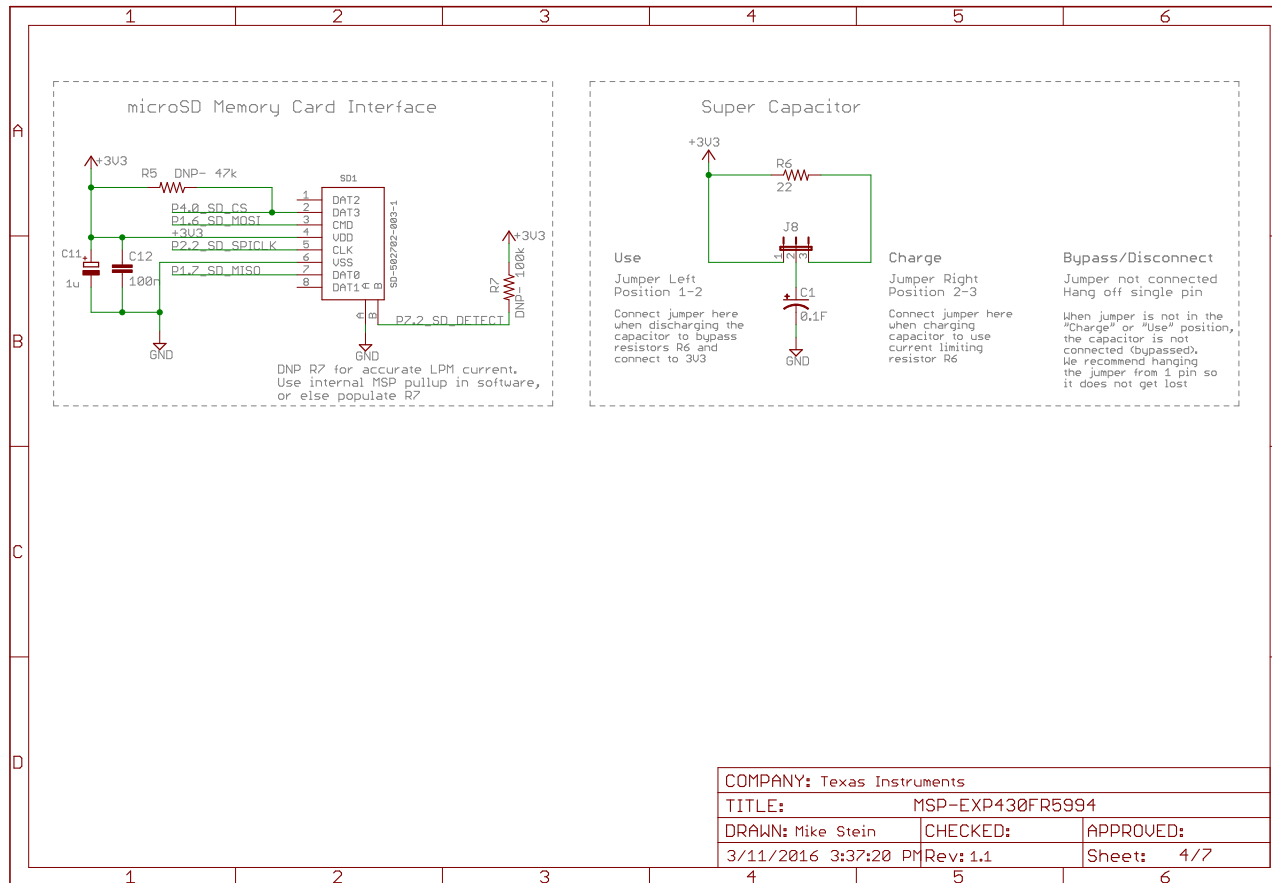 1 2 3 4 5 6
A
B
C
D
microSD Memory Card Interface
+3V3
R5 DNP- 47k
SD1
P4.0_SD_CS
P1.6_SD_MOSI
+3V3
P2.2_SD_SPICLK
P1.7_SD_MISO
1 DAT2
2 DAT3
3 CMD
4 VDD
5 CLK
6 VSS
7 DAT0
8 DAT1
A B
A B
SD-502702-003-1
C11
+
1u
C12
100n
GND
GND
+3V3
R7
DNP- 100k
P7.2_SD_DETECT
DNP R7 for accurate LPM current.
Use internal MSP pullup in software,
or else populate R7
Super Capacitor
+3V3
R6
22
J8
1 2 3
+
C1
0.1F
GND
Use
Jumper Left
Position 1-2
Connect jumper here
when discharging the
capacitor to bypass
resistors R6 and
connect to 3V3
Charge
Jumper Right
Position 2-3
Connect jumper here
when charging
capacitor to use
current limiting
resistor R6
Bypass/Disconnect
Jumper not connected
Hang off single pin
When jumper is not in the
"Charge" or "Use" position,
the capacitor is not
connected (bypassed).
We recommend hanging
the jumper from 1 pin so
it does not get lost
COMPANY: Texas Instruments
TITLE: MSP-EXP430FR5994
DRAWN: Mike Stein CHECKED: APPROVED:
3/11/2016 3:37:20 PM Rev: 1.1 Sheet: 4/7
1 2 3 4 5 6